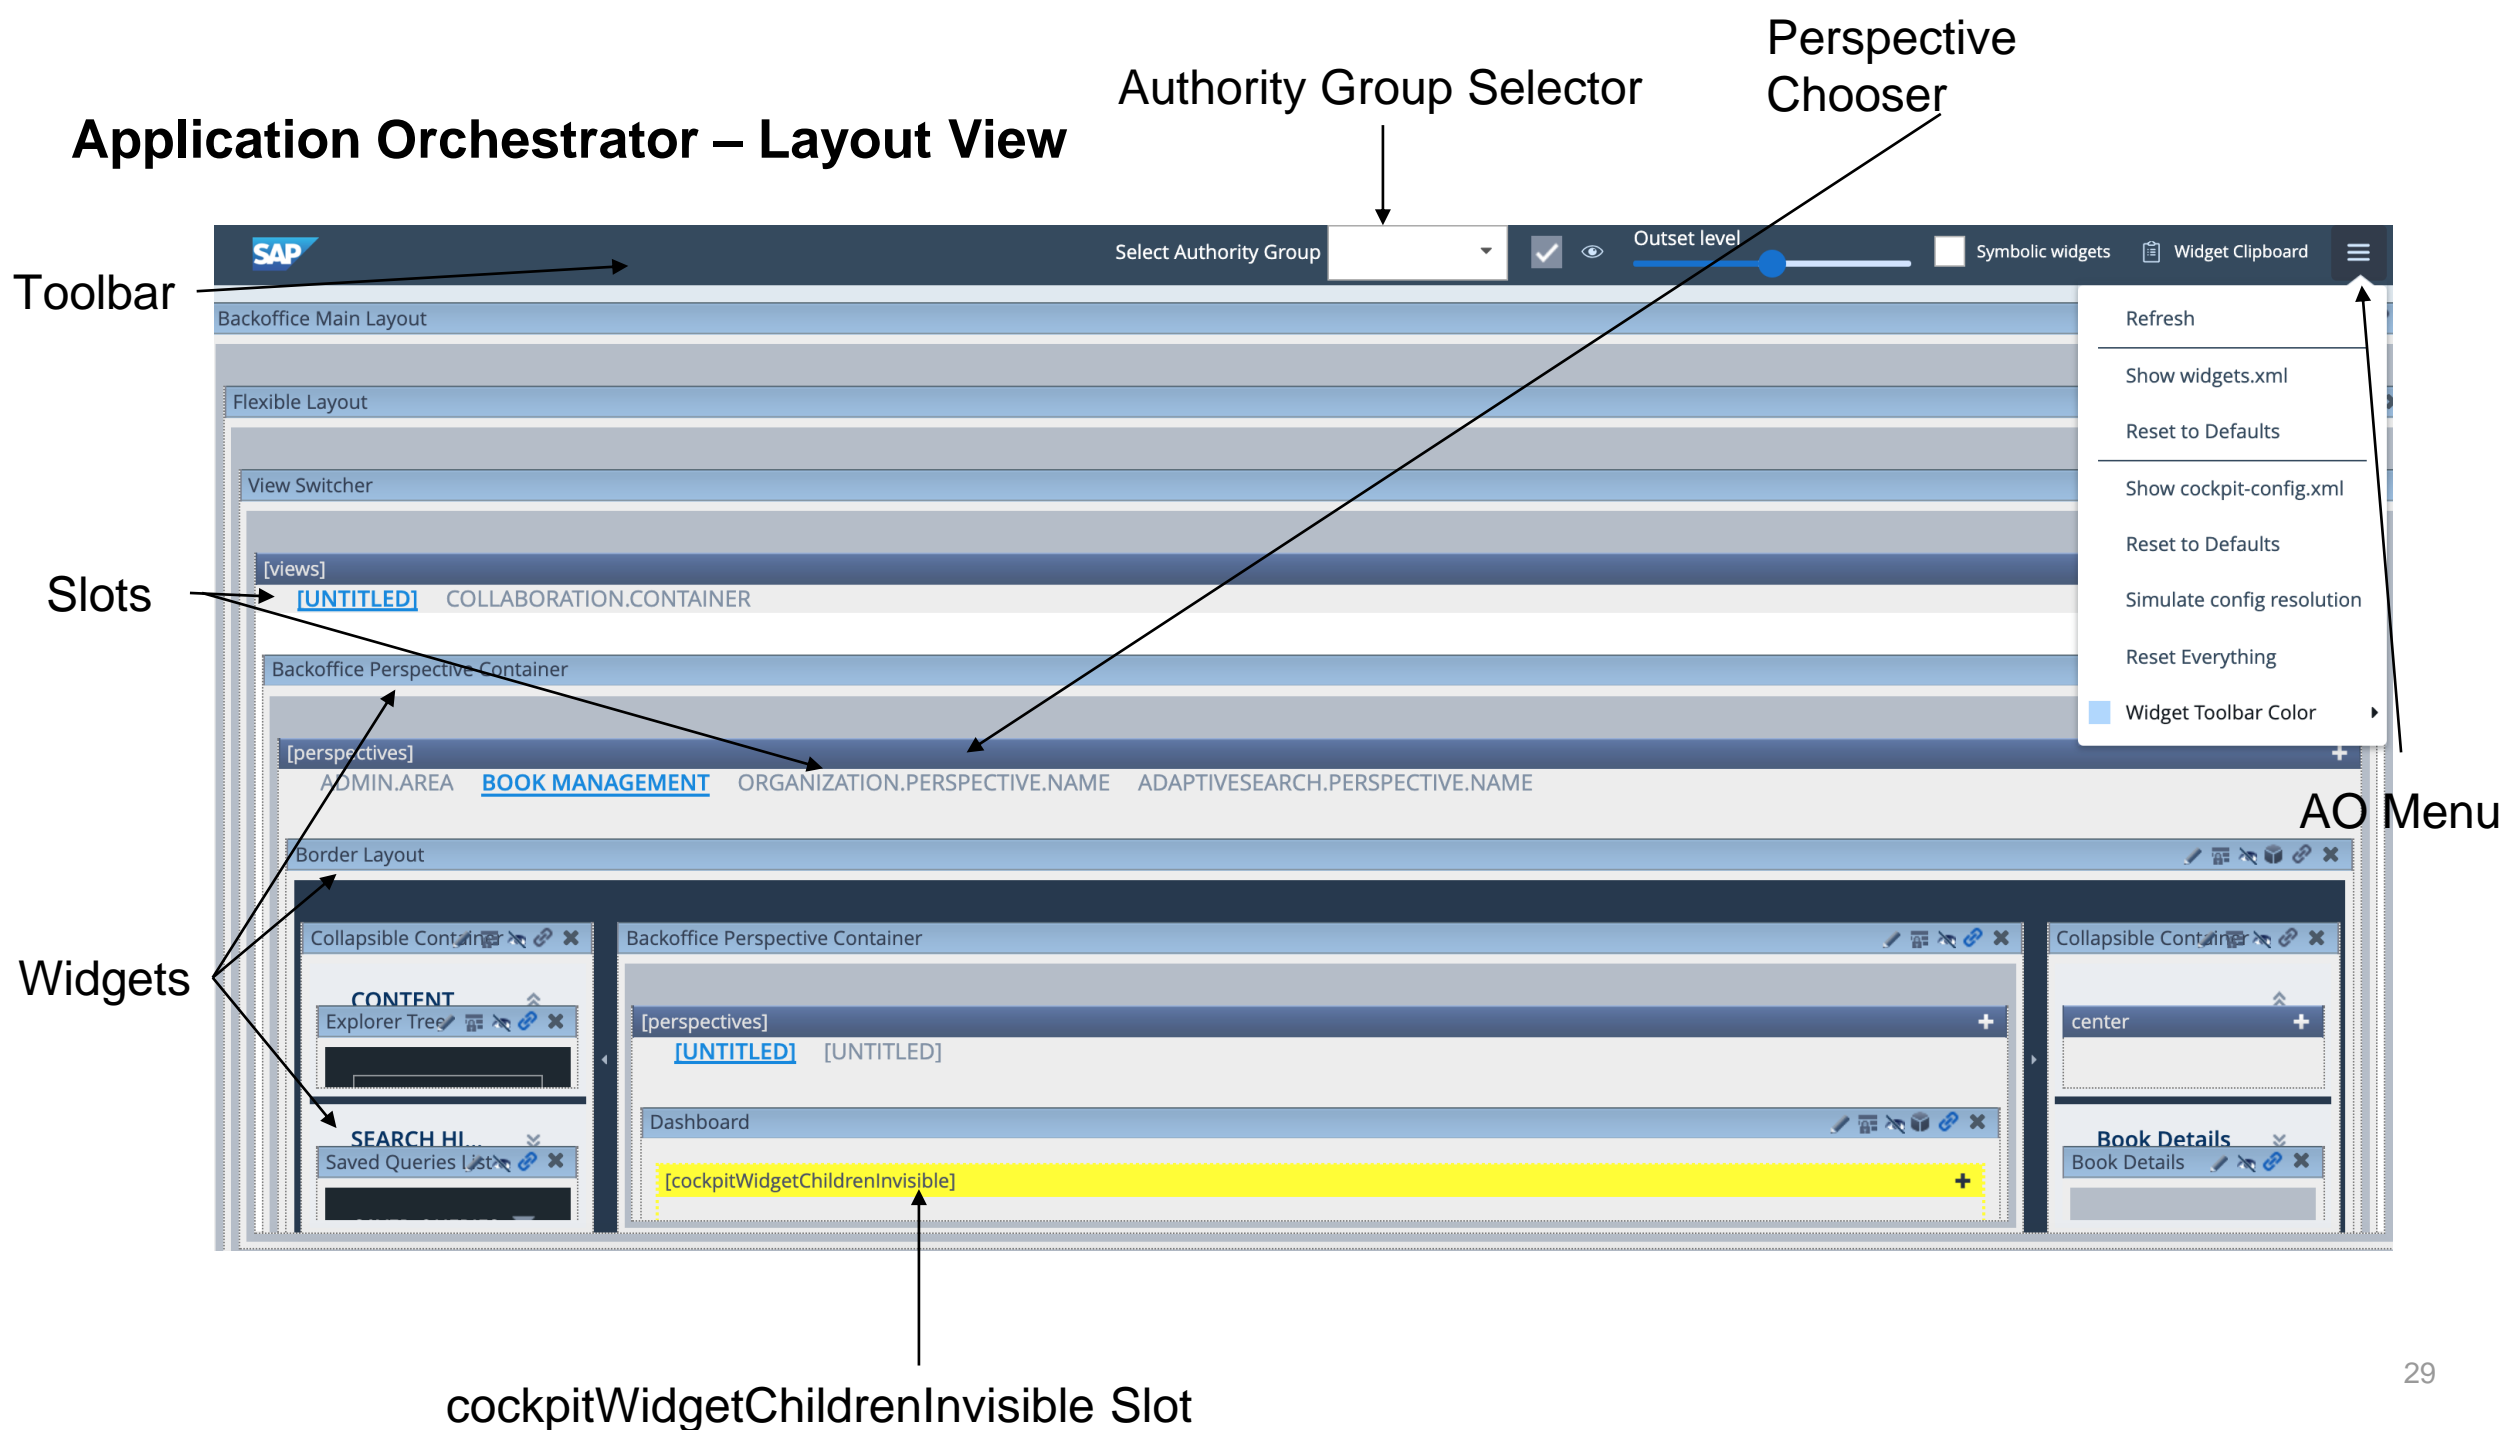 Perspective
Chooser
Authority Group Selector
Application Orchestrator – Layout View
SAP
Select Authority Group
Outset level
Symbolic widgets
Widget Clipboard
Toolbar
Backoffice Main Layout
Refresh
Show widgets.xml
Flexible Layout
Reset to Defaults
View Switcher
Show cockpit-config.xml
Reset to Defaults
[views]
Slots
[UNTITLED] COLLABORATION.CONTAINER
Simulate config resolution
Backoffice Perspective Container
Reset Everything
Widget Toolbar Color
[perspectives]
ADMIN.AREA BOOK MANAGEMENT ORGANIZATION.PERSPECTIVE.NAME ADAPTIVESEARCH.PERSPECTIVE.NAME
AO Menu
Border Layout
Collapsible Container
Backoffice Perspective Container
Collapsible Container
Widgets
CONTENT
Explorer Tree
[perspectives]
center
[UNTITLED] [UNTITLED]
Dashboard
SEARCH HI...
Book Details
Saved Queries List
Book Details
[cockpitWidgetChildrenInvisible]
29
cockpitWidgetChildrenInvisible Slot